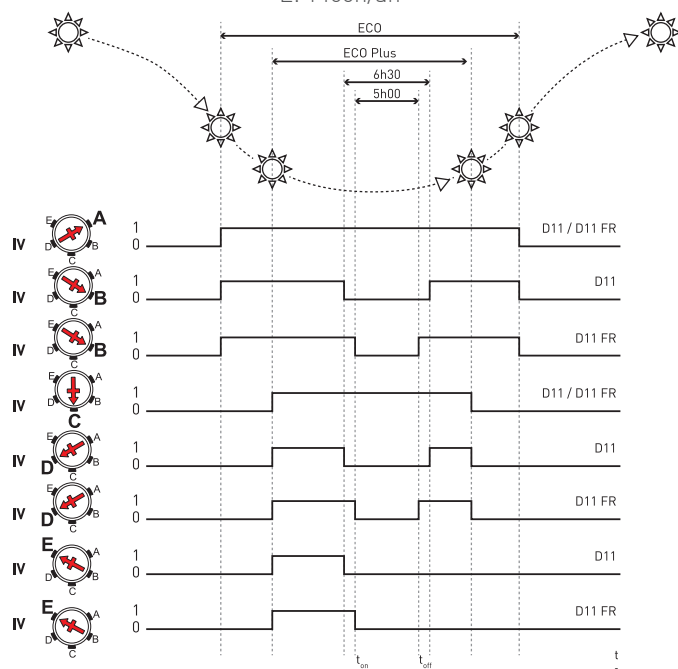 ECO
ECO Plus
6h30
5h00
IV E A D B C 1 0 D11 / D11 FR
IV E A D B C 1 0 D11
IV E A D B C 1 0 D11 FR
IV E A D B C 1 0 D11 / D11 FR
IV E A D B C 1 0 D11
IV E A D B C 1 0 D11 FR
IV E A D B C 1 0 D11
IV E A D B C 1 0 D11 FR
ton toff t